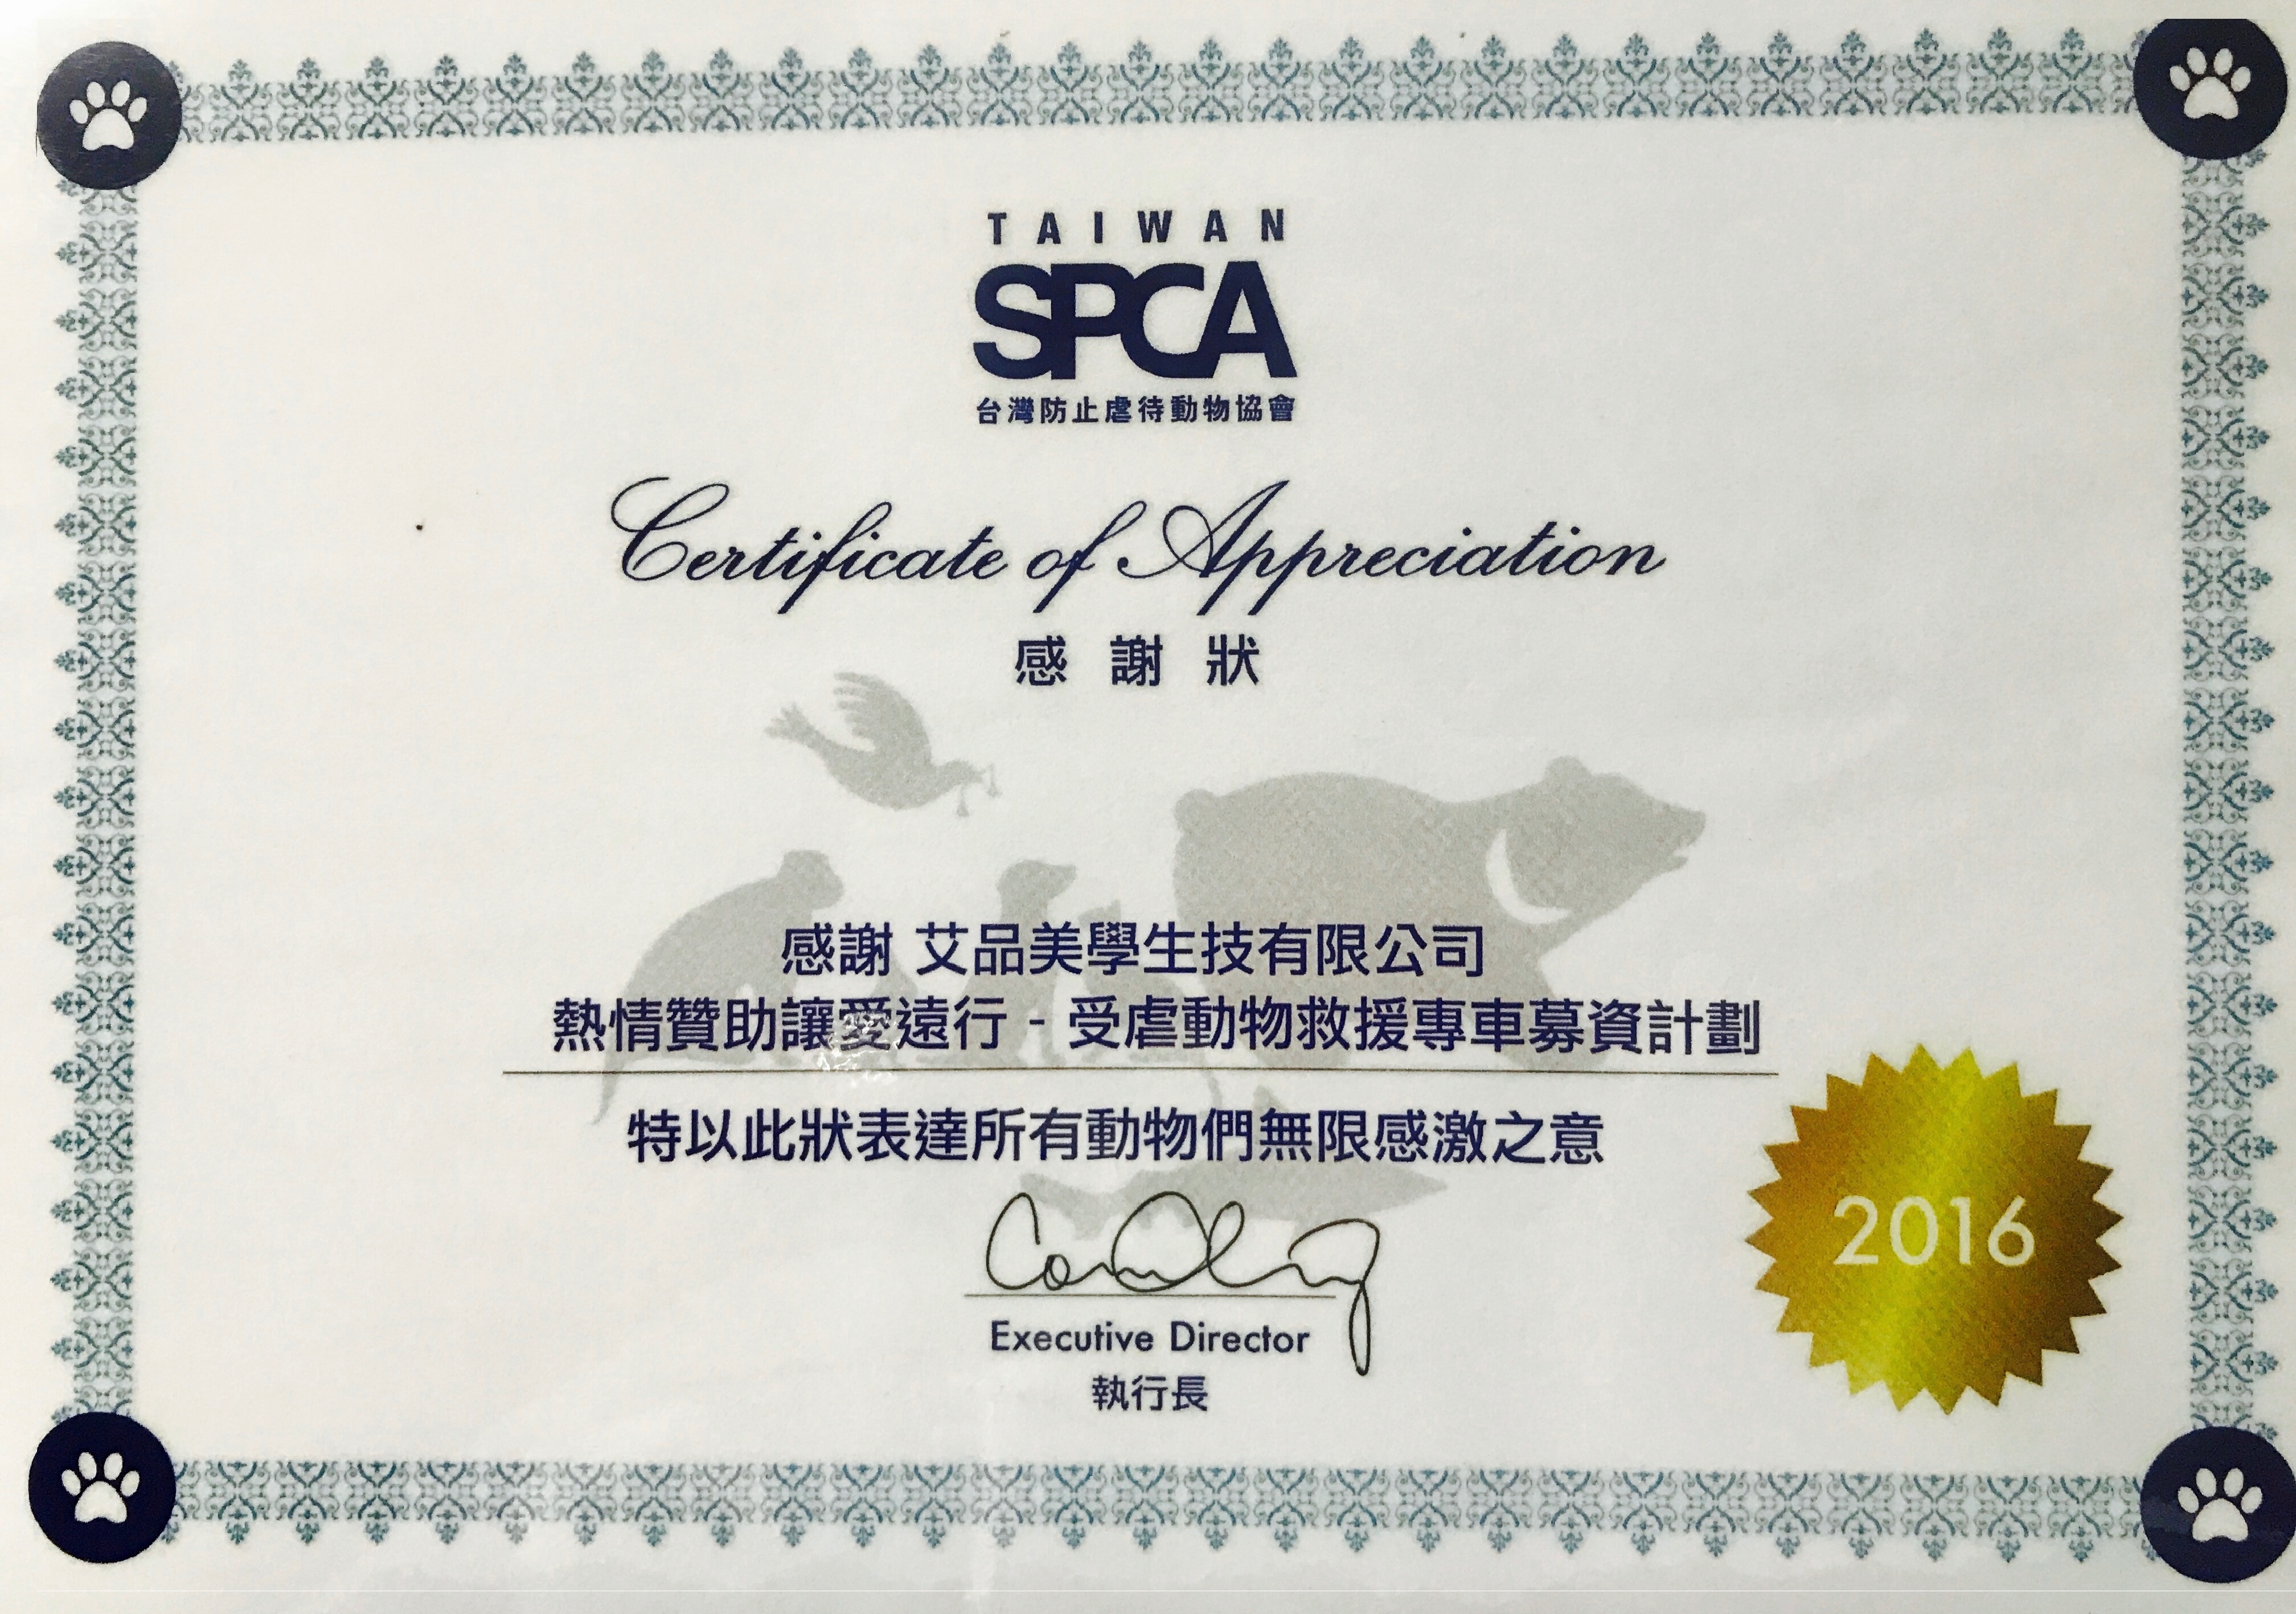 TAIWAN
SPCA
台灣防止虐待動物協會
Certificate of Appreciation
感謝狀
感謝 艾品美學生技有限公司
熱情贊助讓愛遠行 - 受虐動物救援專車募資計劃
特以此狀表達所有動物們無限感激之意
2016
Executive Director
執行長